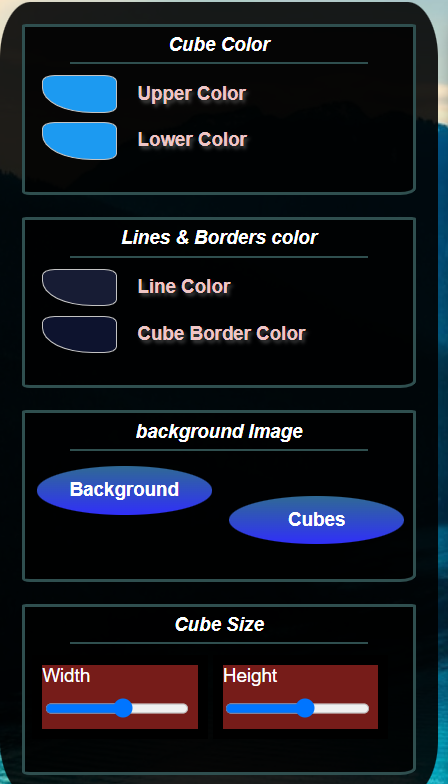 Cube Color
Upper Color
Lower Color
Lines & Borders color
Line Color
Cube Border Color
background Image
Background
Cubes
Cube Size
Width Height